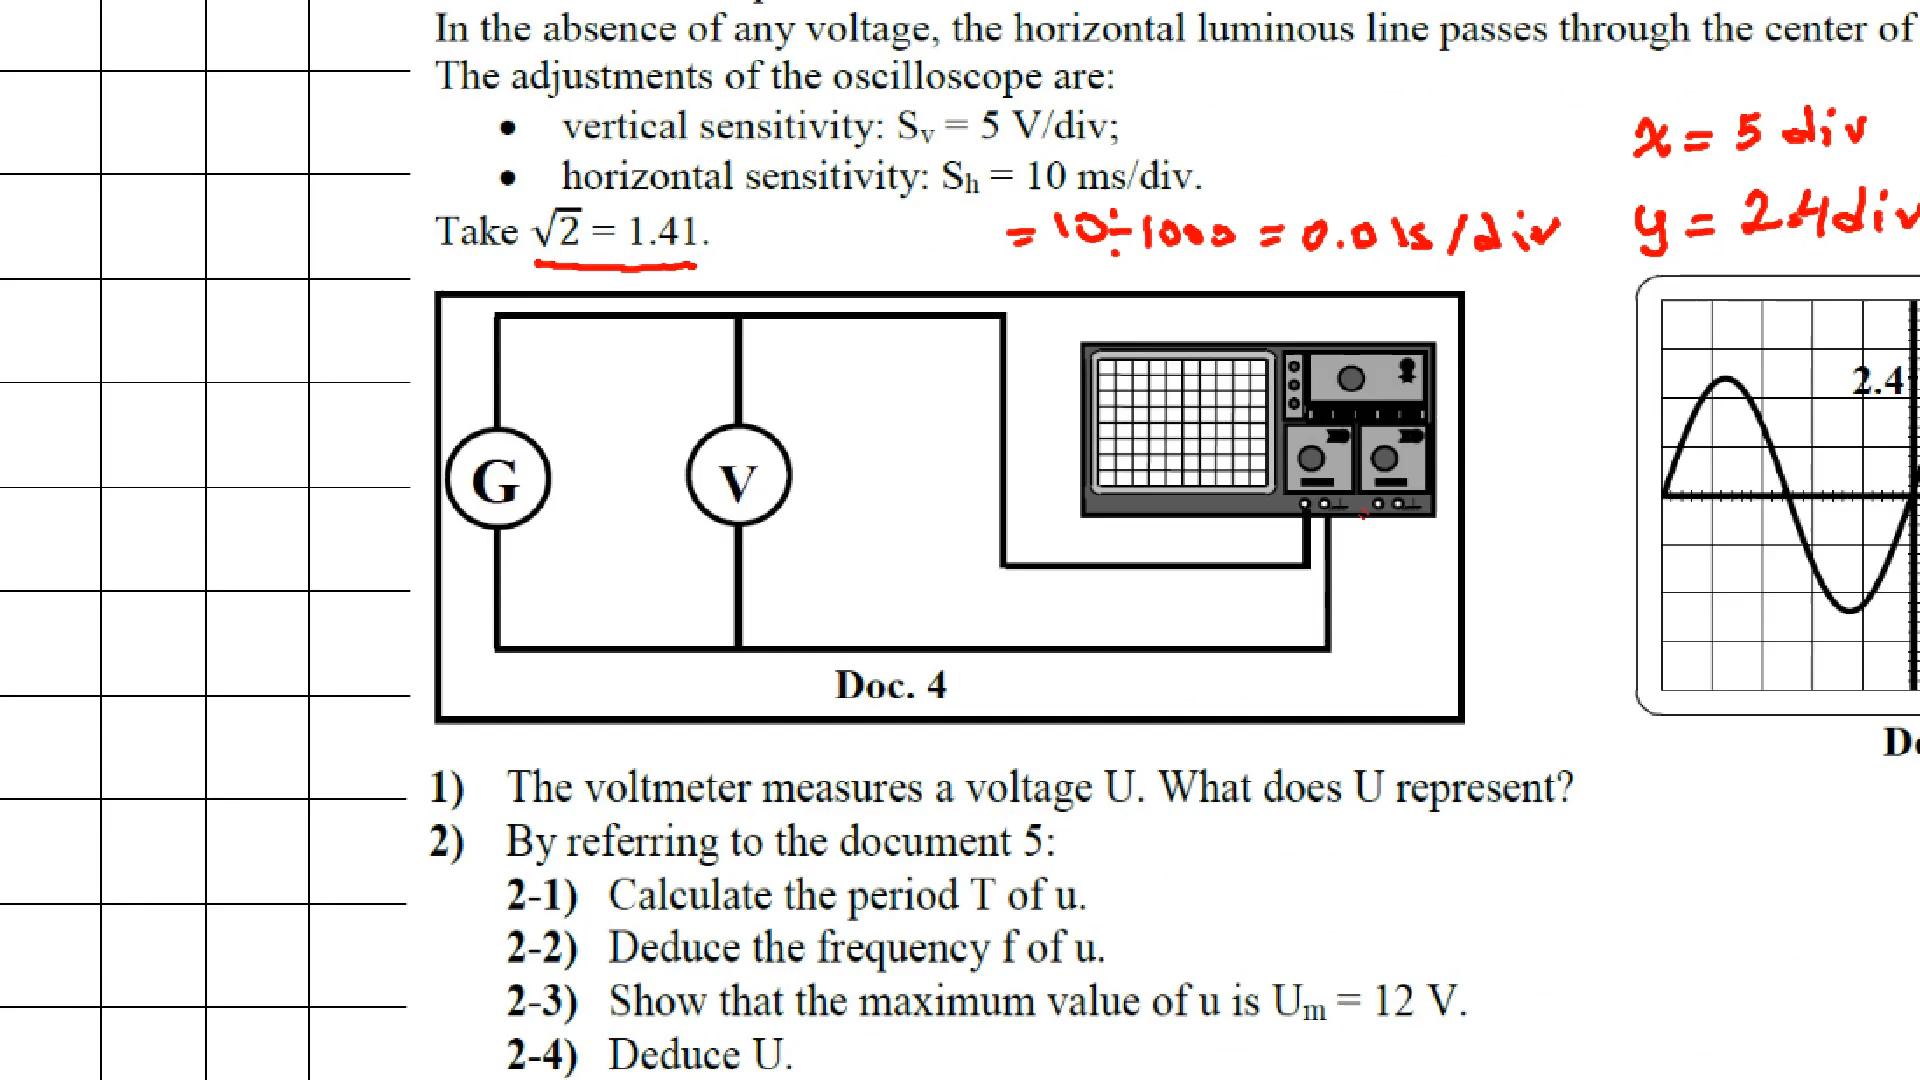 In the absence of any voltage, the horizontal luminous line passes through the center of
The adjustments of the oscilloscope are:
• vertical sensitivity: Sv = 5 V/div;
• horizontal sensitivity: Sh = 10 ms/div.
x = 5 div
Take √2 = 1.41.
= 10 ÷ 1000 = 0.01s/div
y = 2.4div
2.4
G
V
Doc. 4
1) The voltmeter measures a voltage U. What does U represent?
2) By referring to the document 5:
2-1) Calculate the period T of u.
2-2) Deduce the frequency f of u.
2-3) Show that the maximum value of u is Um = 12 V.
2-4) Deduce U.